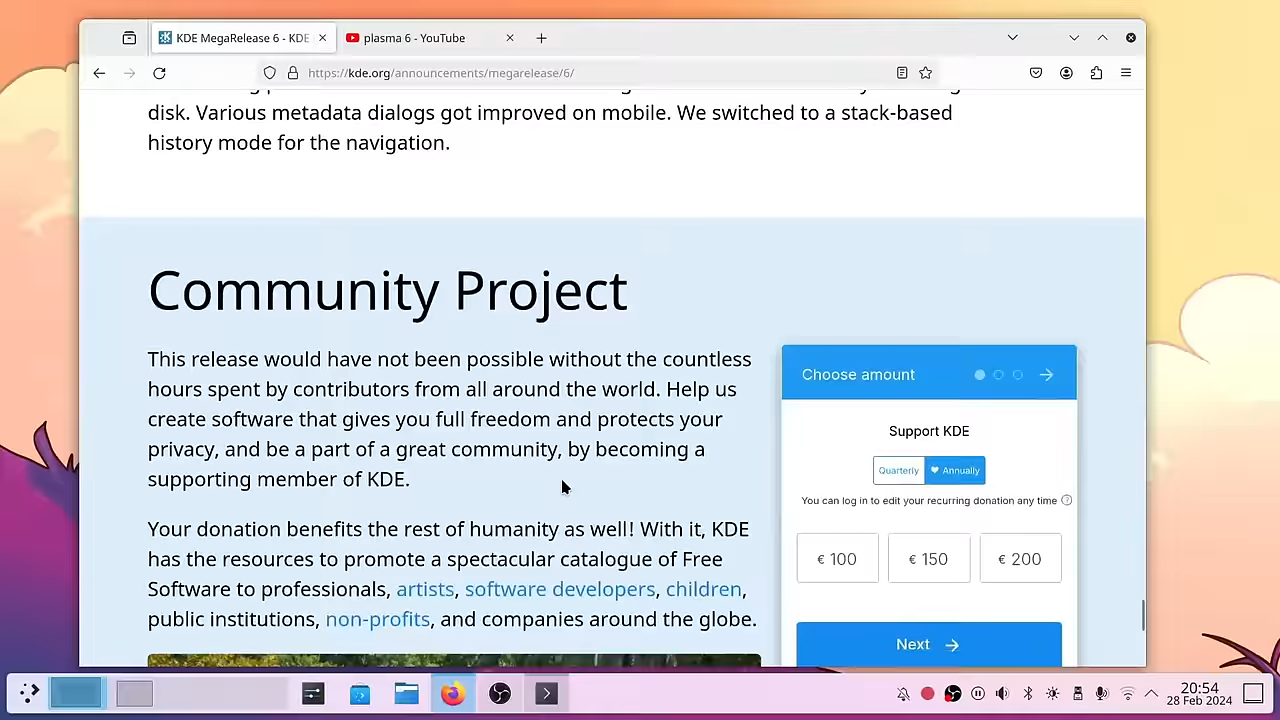 KDE MegaRelease 6 - KDE
plasma 6 - YouTube
https://kde.org/announcements/megarelease/6/
disk. Various metadata dialogs got improved on mobile. We switched to a stack-based
history mode for the navigation.
Community Project
This release would have not been possible without the countless
hours spent by contributors from all around the world. Help us
create software that gives you full freedom and protects your
privacy, and be a part of a great community, by becoming a
supporting member of KDE.
Your donation benefits the rest of humanity as well! With it, KDE
has the resources to promote a spectacular catalogue of Free
Software to professionals, artists, software developers, children,
public institutions, non-profits, and companies around the globe.
Choose amount
Support KDE
Quarterly
Annually
You can log in to edit your recurring donation any time
€ 100
€ 150
€ 200
Next
20:54
28 Feb 2024